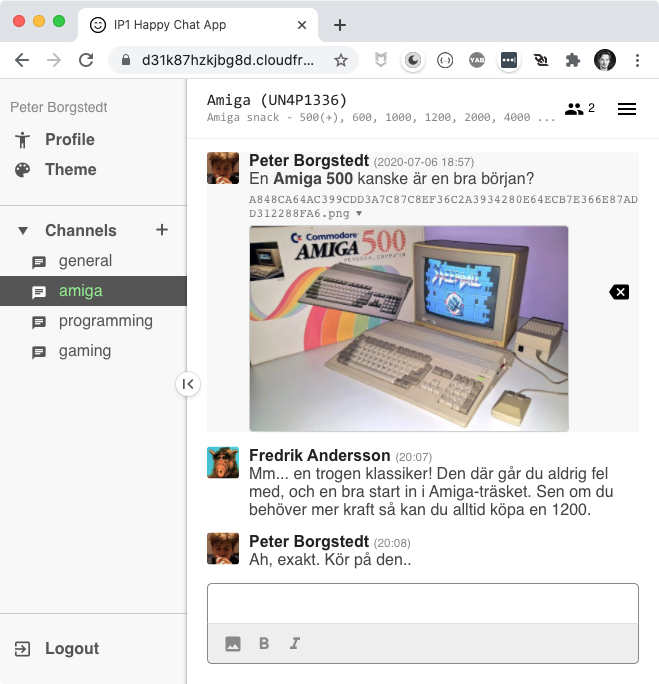 IP1 Happy Chat App
d31k87hzkjbg8d.cloudfr...
YAB
Peter Borgstedt
Profile
Theme
Channels
general
amiga
programming
gaming
Logout
Amiga (UN4P1336)
Amiga snack - 500(+), 600, 1000, 1200, 2000, 4000 ...
2
Peter Borgstedt (2020-07-06 18:57)
En Amiga 500 kanske är en bra början?
A848CA64AC399CDD3A7C87C8EF36C2A3934280E64ECB7E366E87AD
D312288FA6.png
Commodore
AMIGA 500
PERSONAL COMPUTER
SPEEDBALL
Fredrik Andersson (20:07)
Mm... en trogen klassiker! Den där går du aldrig fel
med, och en bra start in i Amiga-träsket. Sen om du
behöver mer kraft så kan du alltid köpa en 1200.
Peter Borgstedt (20:08)
Ah, exakt. Kör på den..
B
I